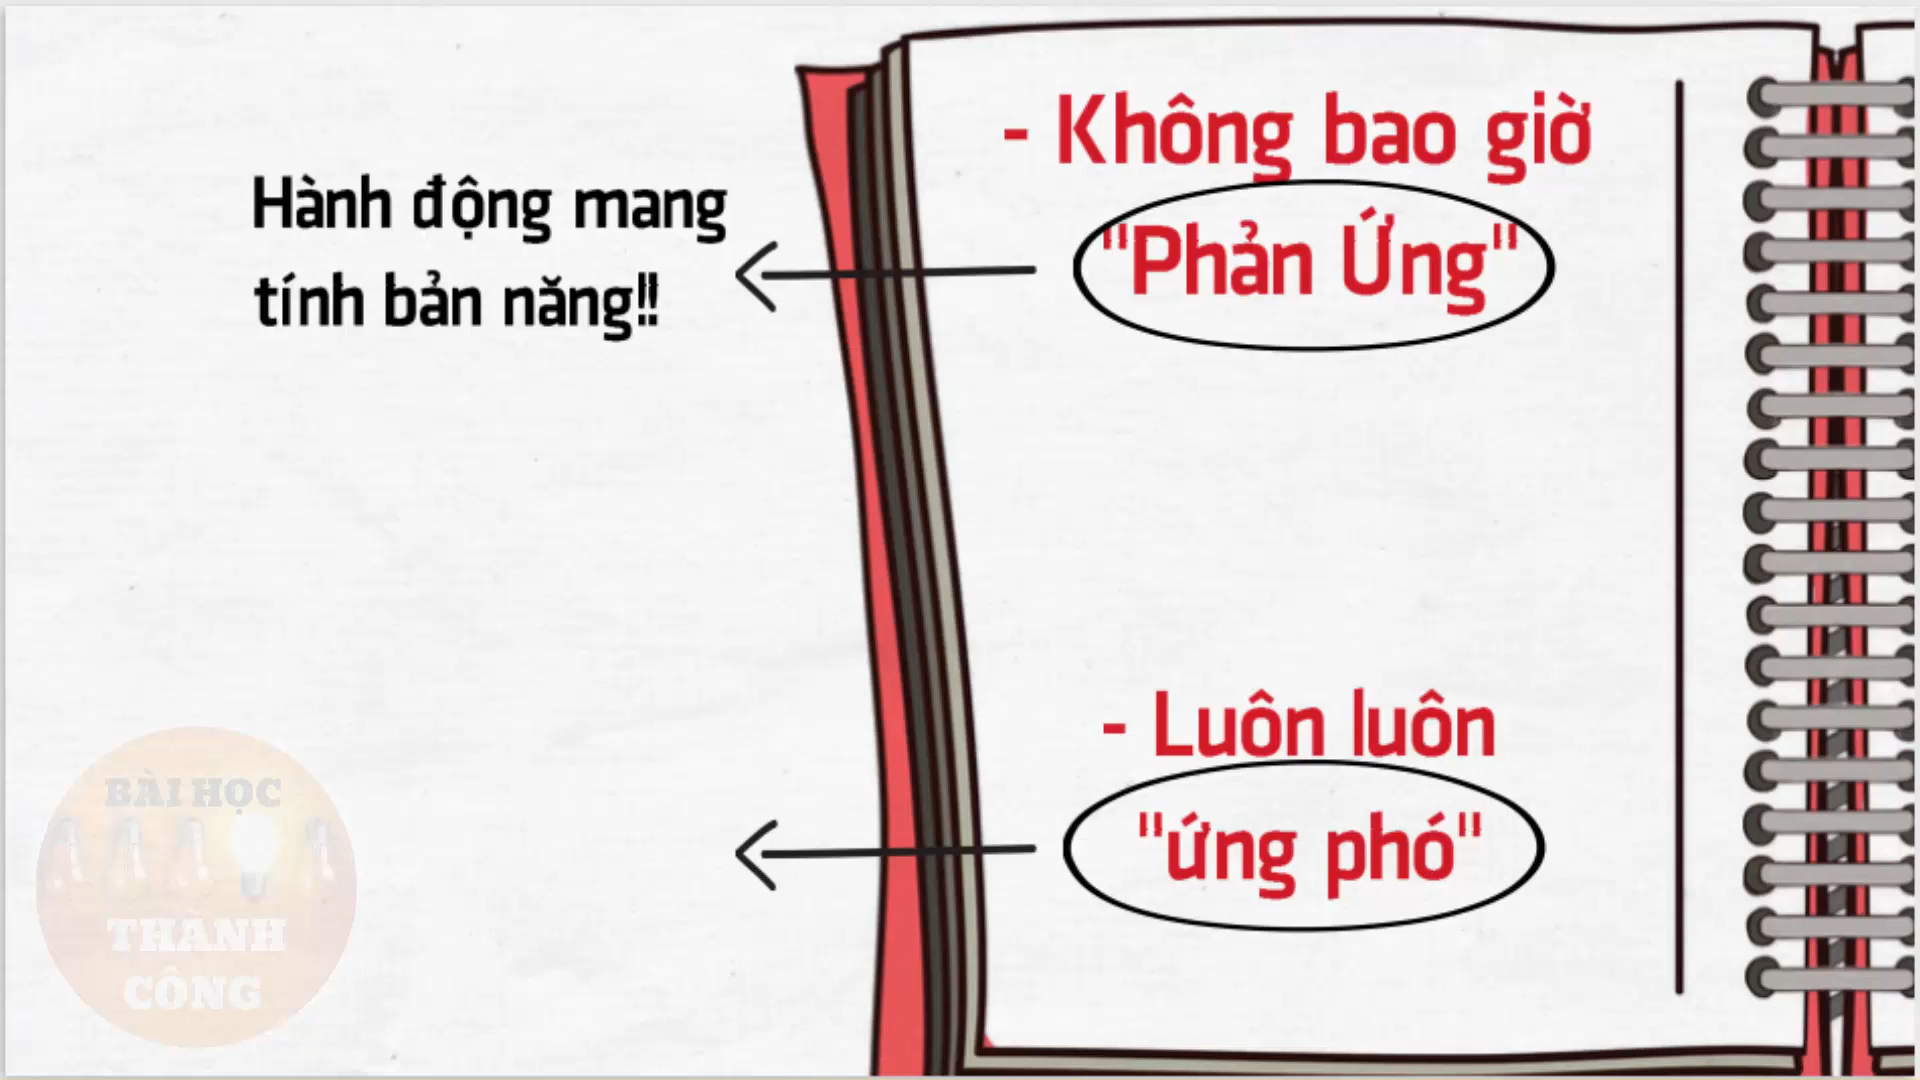 Hành động mang
tính bản năng!!
- Không bao giờ
"Phản Ứng"
- Luôn luôn
"ứng phó"
BÀI HỌC
THÀNH
CÔNG